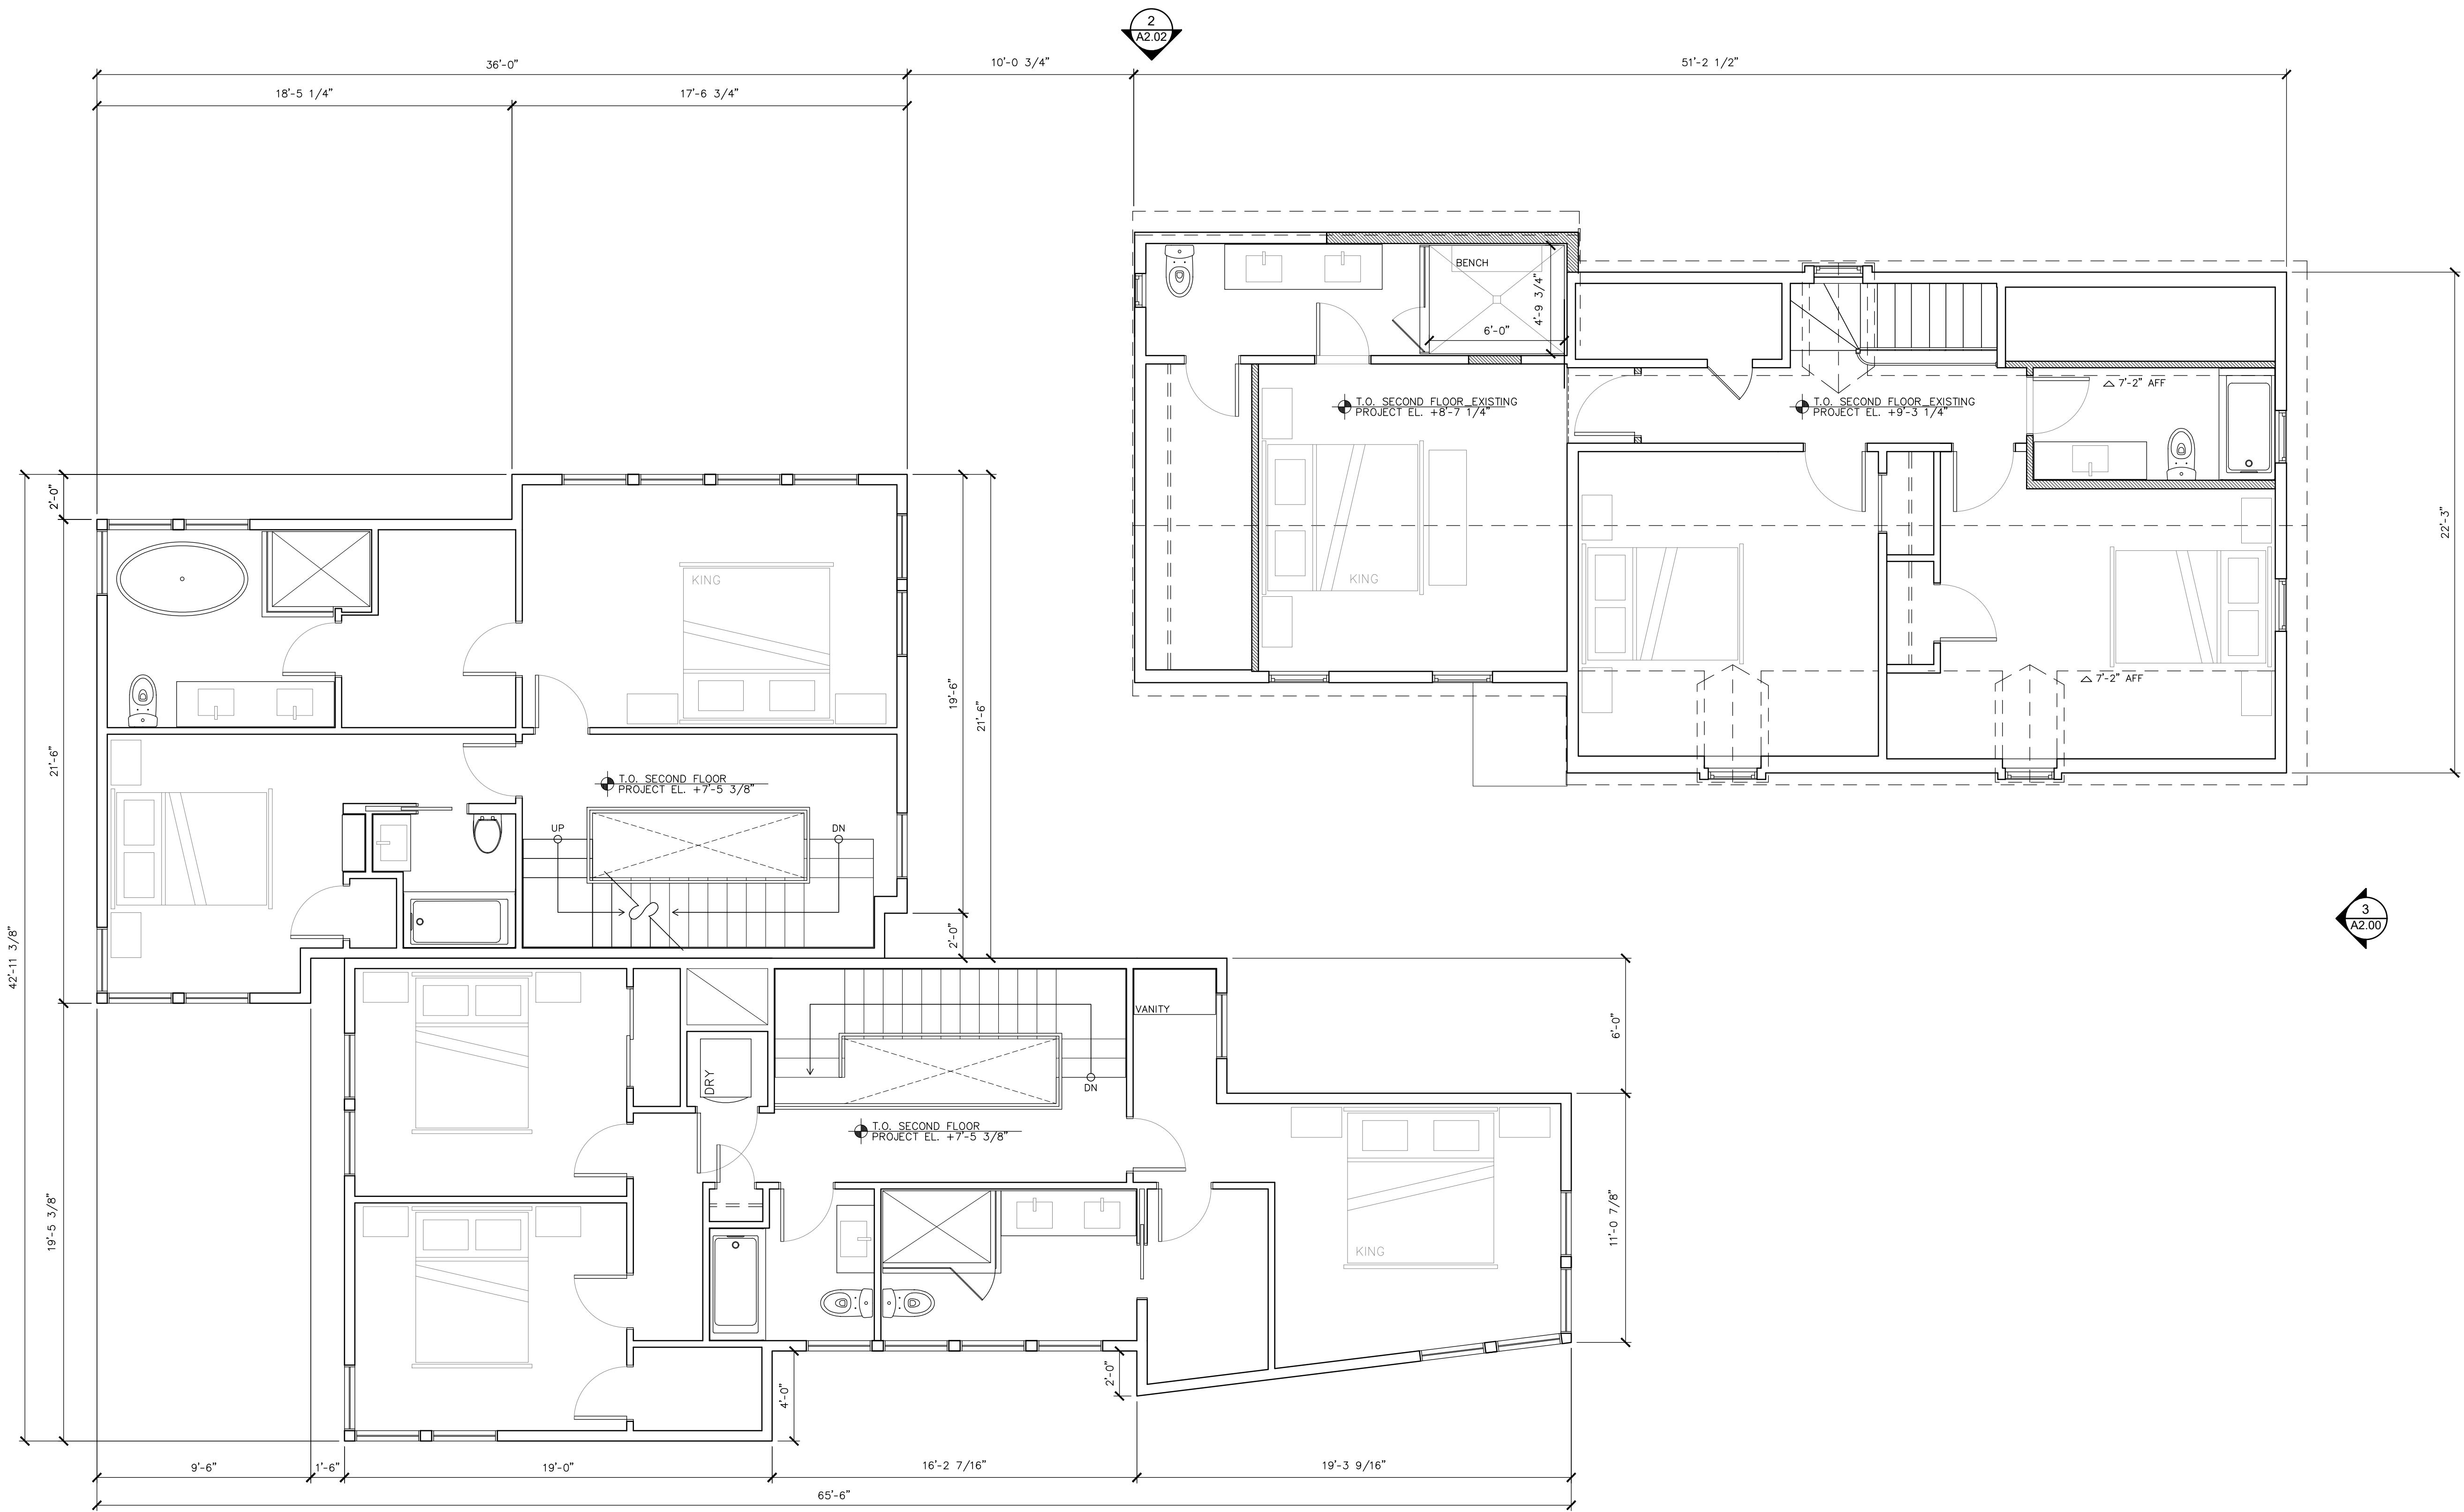 2
A2.02
36'-0"
10'-0 3/4"
51'-2 1/2"
18'-5 1/4"
17'-6 3/4"
BENCH
4'-9 3/4"
6'-0"
7'-2" AFF
T.O. SECOND FLOOR_EXISTING
PROJECT EL. +8'-7 1/4"
T.O. SECOND FLOOR_EXISTING
PROJECT EL. +9'-3 1/4"
2'-0"
22'-3"
KING
KING
7'-2" AFF
19'-6"
21'-6"
21'-6"
T.O. SECOND FLOOR
PROJECT EL. +7'-5 3/8"
UP
DN
3
A2.00
2'-0"
42'-11 3/8"
VANITY
6'-0"
DRY
DN
T.O. SECOND FLOOR
PROJECT EL. +7'-5 3/8"
19'-5 3/8"
11'-0 7/8"
KING
2'-0"
4'-0"
9'-6"
1'-6"
19'-0"
16'-2 7/16"
19'-3 9/16"
65'-6"